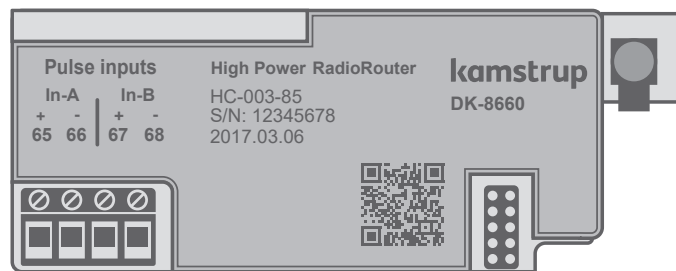 Pulse inputs
In-A In-B
+ - + -
65 66 67 68
High Power RadioRouter
HC-003-85
S/N: 12345678
2017.03.06
kamstrup
DK-8660